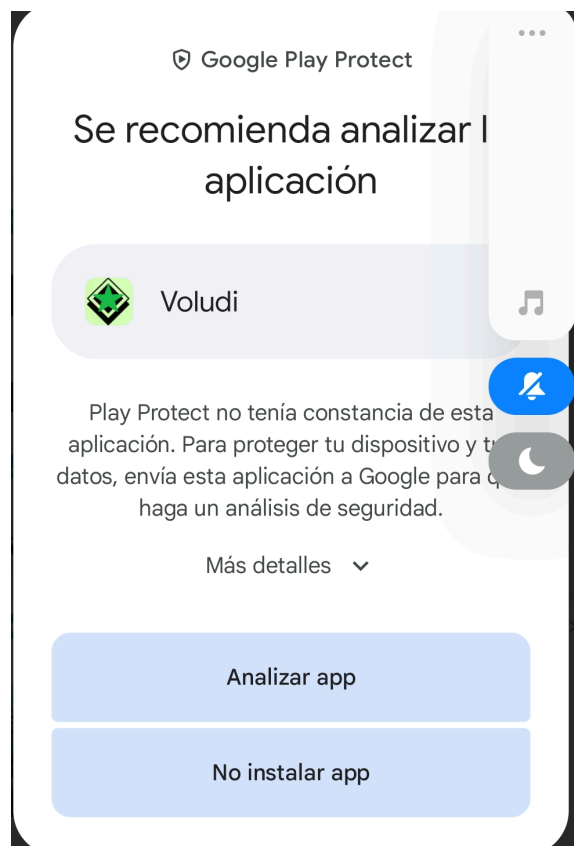 Google Play Protect
Se recomienda analizar l
aplicación
Voludi
Play Protect no tenía constancia de esta
aplicación. Para proteger tu dispositivo y t
datos, envía esta aplicación a Google para q
haga un análisis de seguridad.
Más detalles
Analizar app
No instalar app